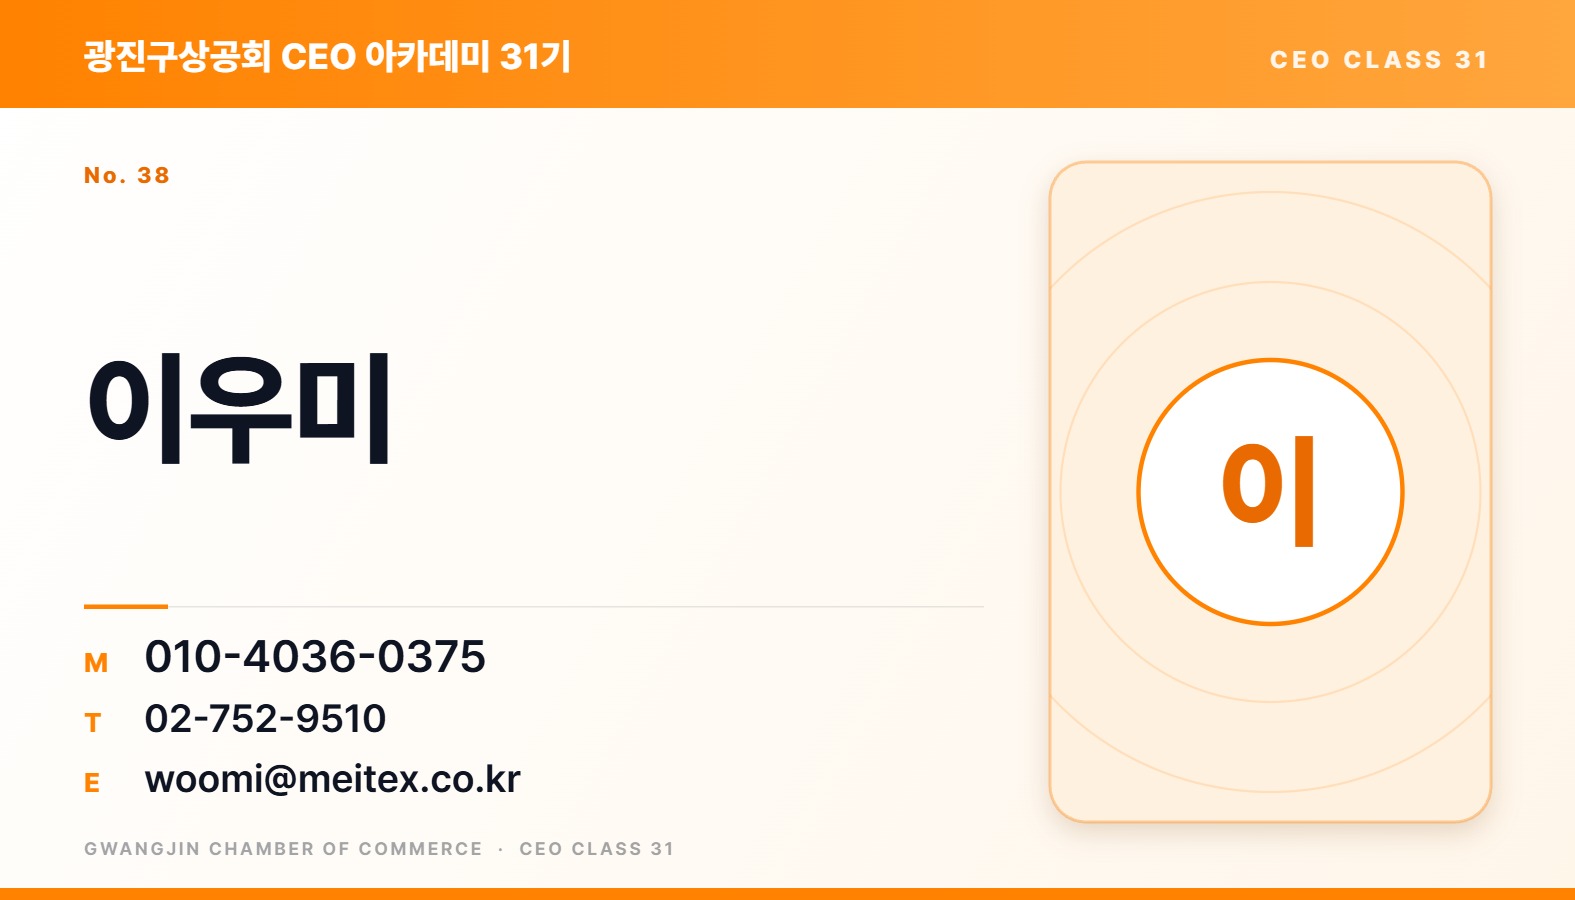 광진구상공회 CEO 아카데미 31기
CEO CLASS 31
No. 38
이우미
이
M 010-4036-0375
T 02-752-9510
E woomi@meitex.co.kr
GWANGJIN CHAMBER OF COMMERCE · CEO CLASS 31